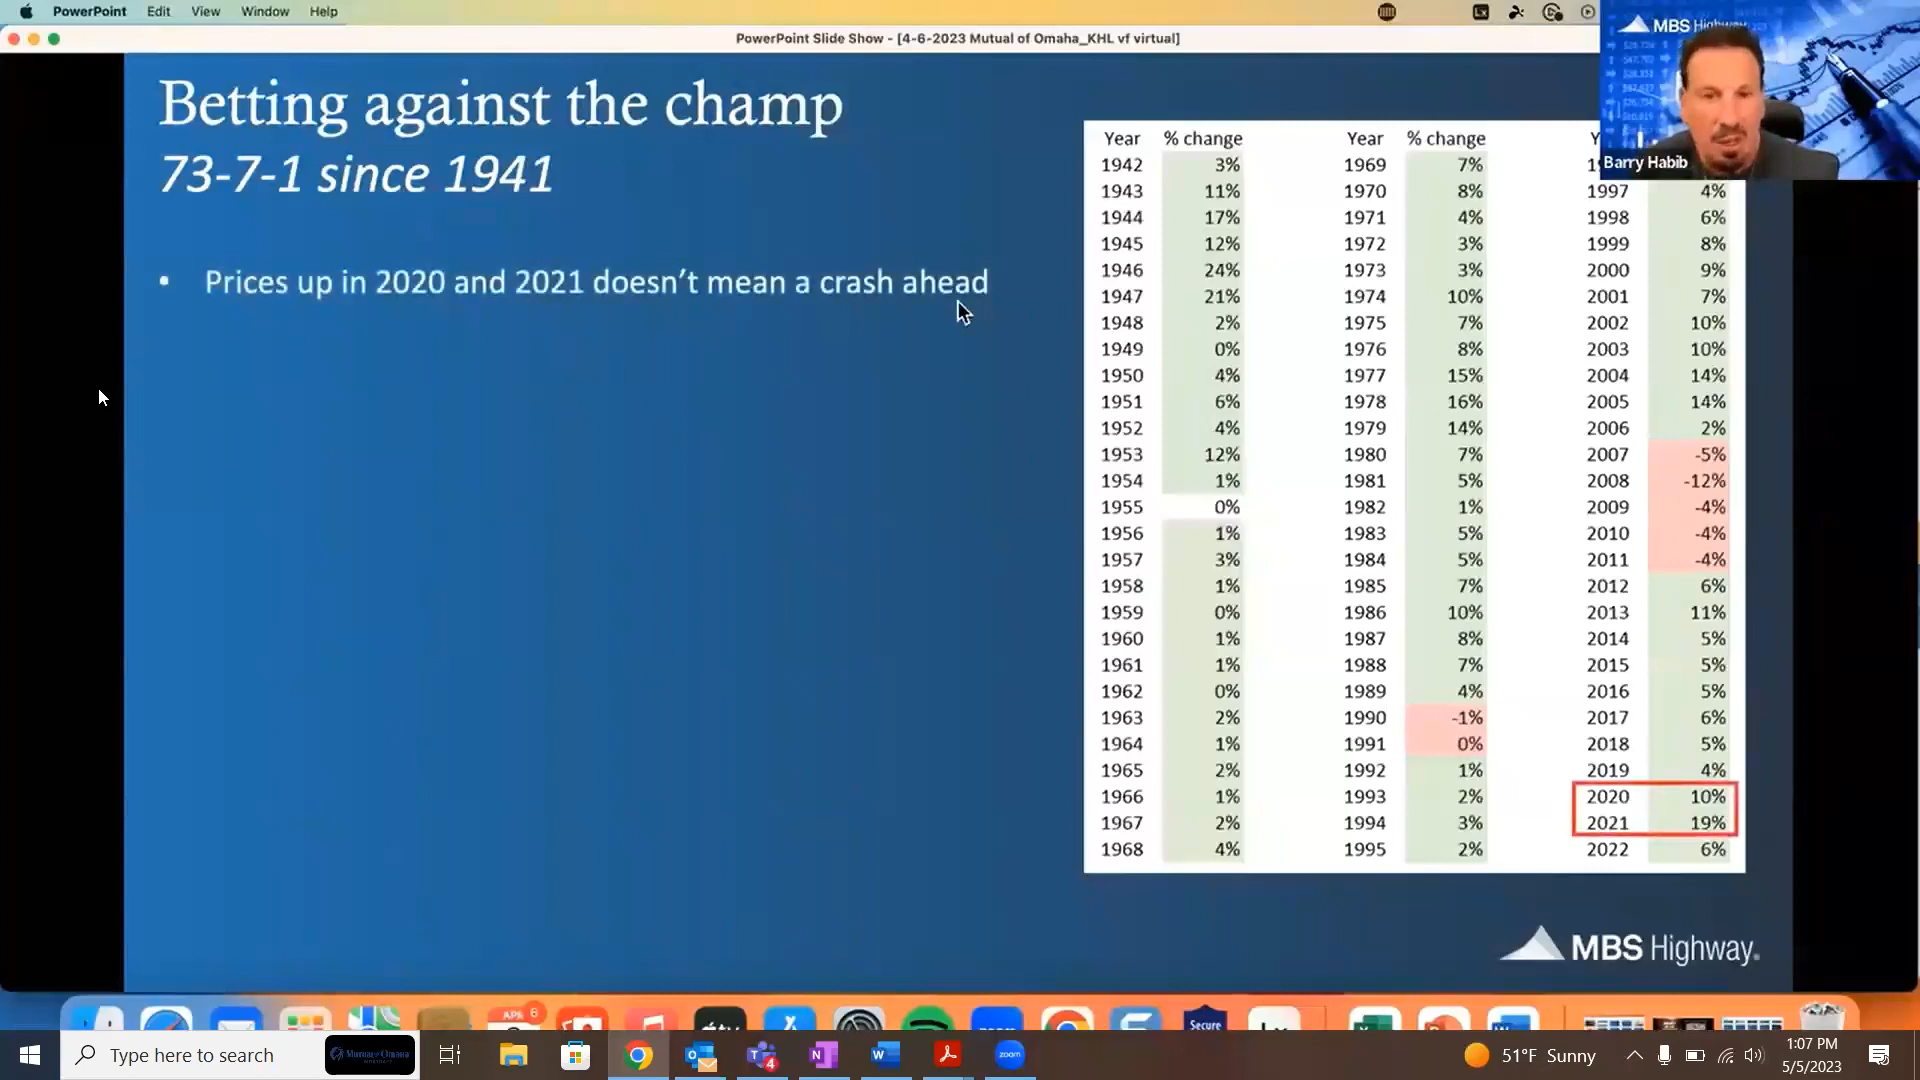 PowerPoint Edit View Window Help
PowerPoint Slide Show - [4-6-2023 Mutual of Omaha_KHL vf virtual]
MBS Highway
Barry Habib
Betting against the champ
73-7-1 since 1941
• Prices up in 2020 and 2021 doesn’t mean a crash ahead
Year % change Year % change
1942 3% 1969 7%
1943 11% 1970 8% 1997 4%
1944 17% 1971 4% 1998 6%
1945 12% 1972 3% 1999 8%
1946 24% 1973 3% 2000 9%
1947 21% 1974 10% 2001 7%
1948 2% 1975 7% 2002 10%
1949 0% 1976 8% 2003 10%
1950 4% 1977 15% 2004 14%
1951 6% 1978 16% 2005 14%
1952 4% 1979 14% 2006 2%
1953 12% 1980 7% 2007 -5%
1954 1% 1981 5% 2008 -12%
1955 0% 1982 1% 2009 -4%
1956 1% 1983 5% 2010 -4%
1957 3% 1984 5% 2011 -4%
1958 1% 1985 7% 2012 6%
1959 0% 1986 10% 2013 11%
1960 1% 1987 8% 2014 5%
1961 1% 1988 7% 2015 5%
1962 0% 1989 4% 2016 5%
1963 2% 1990 -1% 2017 6%
1964 1% 1991 0% 2018 5%
1965 2% 1992 1% 2019 4%
1966 1% 1993 2% 2020 10%
1967 2% 1994 3% 2021 19%
1968 4% 1995 2% 2022 6%
MBS Highway.
APR 6
Secure
Type here to search
Mutual of Omaha
4
zoom
51°F Sunny
1:07 PM
5/5/2023